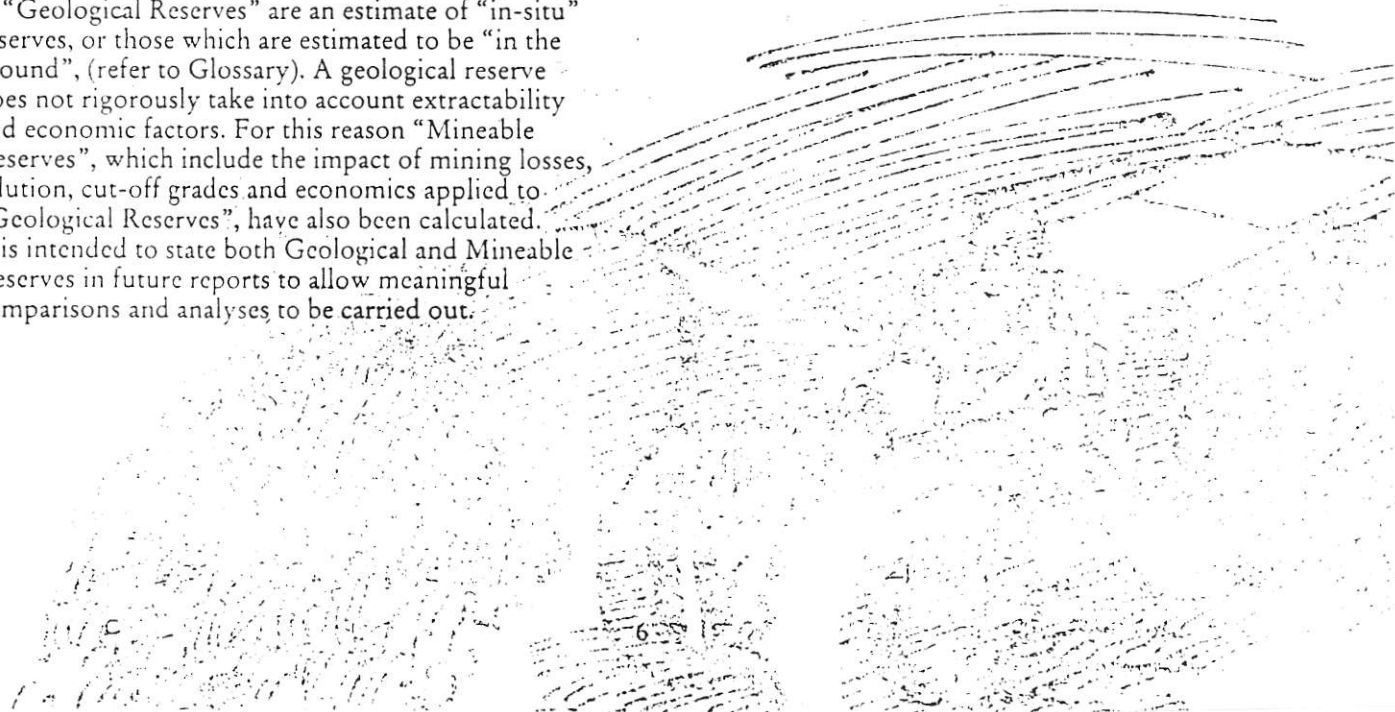 “Geological Reserves” are an estimate of “in-situ”
serves, or those which are estimated to be “in the
ound”, (refer to Glossary). A geological reserve
oes not rigorously take into account extractability
d economic factors. For this reason “Mineable
eserves”, which include the impact of mining losses,
lution, cut-off grades and economics applied to
Geological Reserves”, have also been calculated.
is intended to state both Geological and Mineable
eserves in future reports to allow meaningful
mparisons and analyses to be carried out.
6